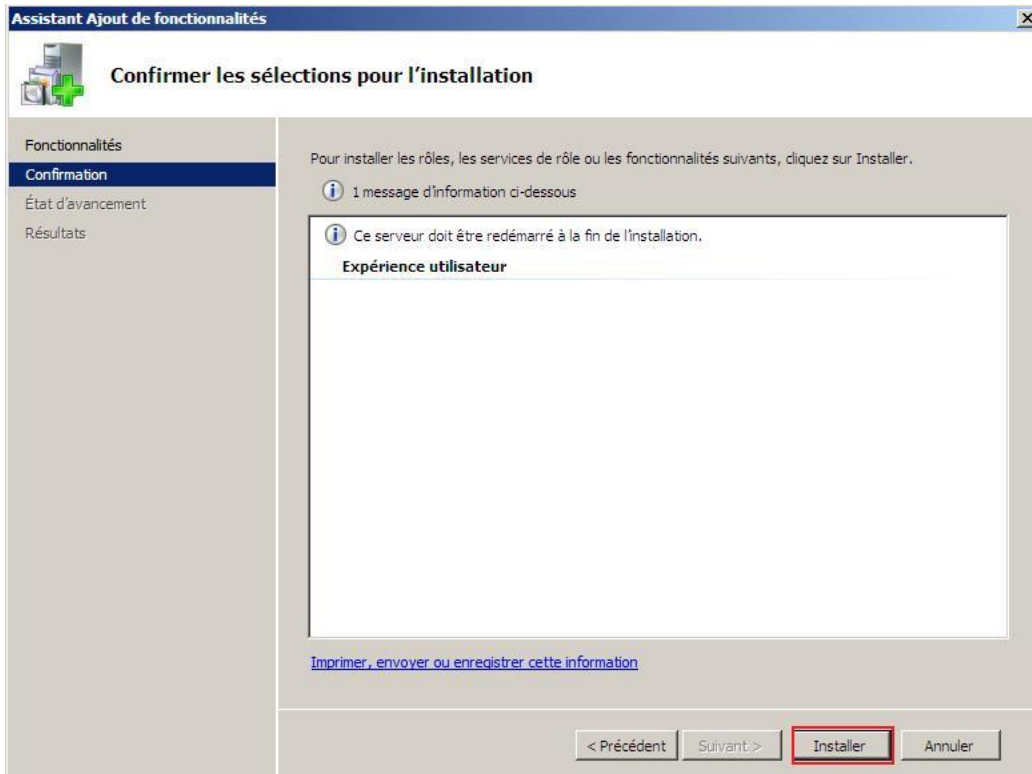 Assistant Ajout de fonctionnalités
Confirmer les sélections pour l'installation
Fonctionnalités
Confirmation
État d'avancement
Résultats
Pour installer les rôles, les services de rôle ou les fonctionnalités suivants, cliquez sur Installer.
1 message d'information ci-dessous
Ce serveur doit être redémarré à la fin de l'installation.
Expérience utilisateur
Imprimer, envoyer ou enregistrer cette information
< Précédent
Suivant >
Installer
Annuler